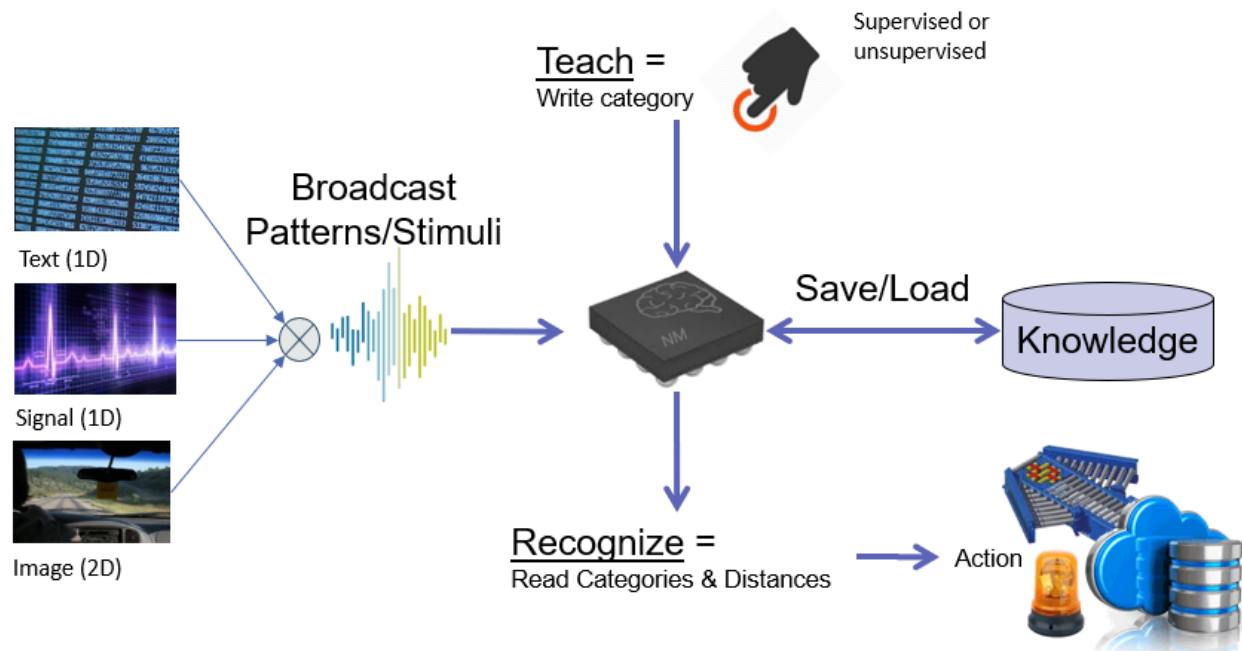 Supervised or
unsupervised
Teach =
Write category
Broadcast
Patterns/Stimuli
Text (1D)
Signal (1D)
Image (2D)
NM
Save/Load
Knowledge
Recognize =
Read Categories & Distances
Action